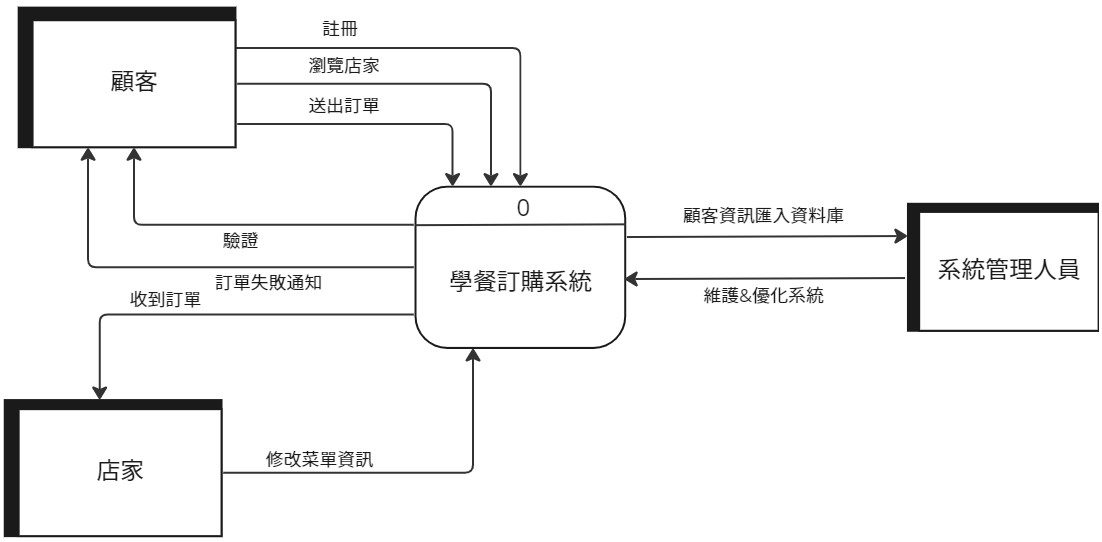 註冊
瀏覽店家
送出訂單
顧客
0
學餐訂購系統
驗證
訂單失敗通知
收到訂單
顧客資訊匯入資料庫
維護&優化系統
系統管理人員
店家
修改菜單資訊